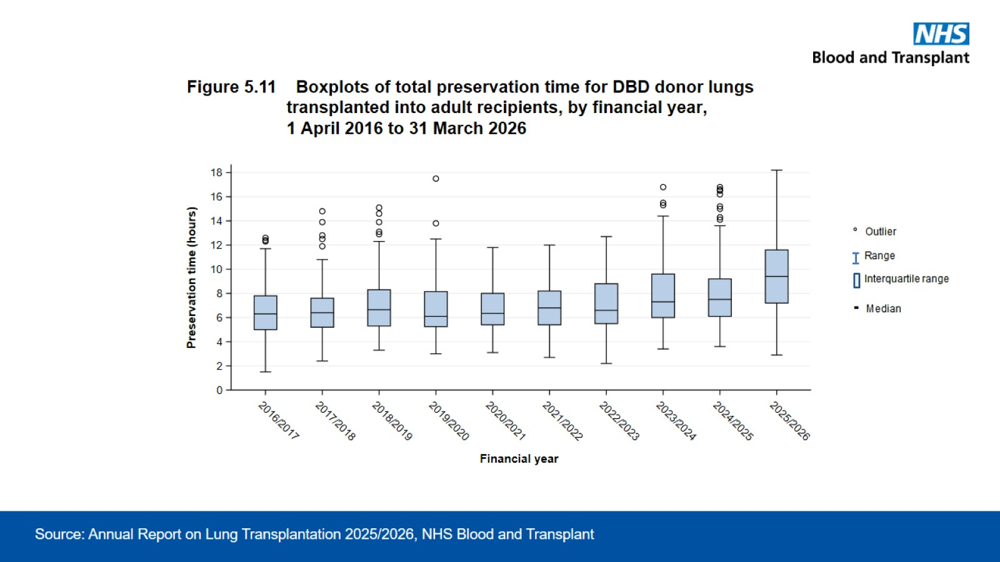 NHS
Blood and Transplant
Figure 5.11 Boxplots of total preservation time for DBD donor lungs
transplanted into adult recipients, by financial year,
1 April 2016 to 31 March 2026
Preservation time (hours)
18
16
14
12
10
8
6
4
2
0
2016/2017
2017/2018
2018/2019
2019/2020
2020/2021
2021/2022
2022/2023
2023/2024
2024/2025
2025/2026
Financial year
Outlier
Range
Interquartile range
Median
Source: Annual Report on Lung Transplantation 2025/2026, NHS Blood and Transplant